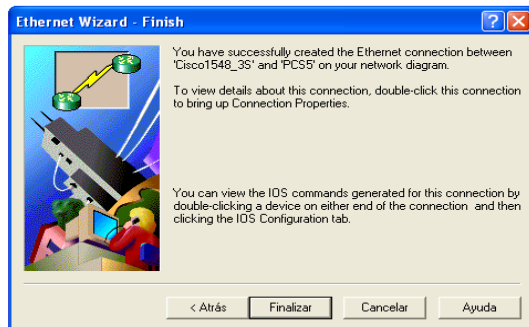 Ethernet Wizard - Finish
You have successfully created the Ethernet connection between
'Cisco1548_3S' and 'PCS5' on your network diagram.
To view details about this connection, double-click this connection
to bring up Connection Properties.
You can view the IOS commands generated for this connection by
double-clicking a device on either end of the connection and then
clicking the IOS Configuration tab.
< Atrás Finalizar Cancelar Ayuda